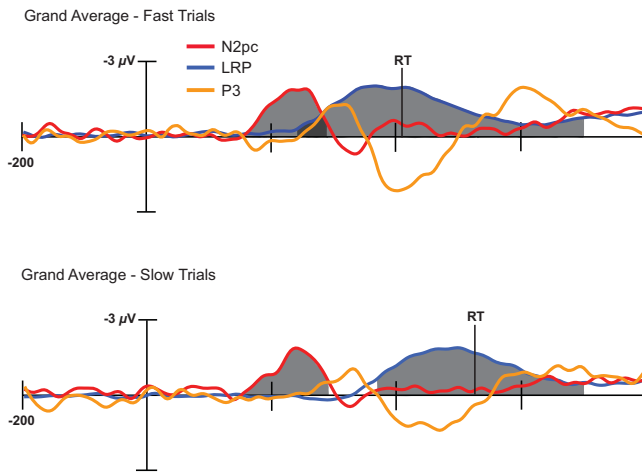 Grand Average - Fast Trials
-3 μV
N2pc
LRP
P3
RT
-200
Grand Average - Slow Trials
-3 μV
RT
-200